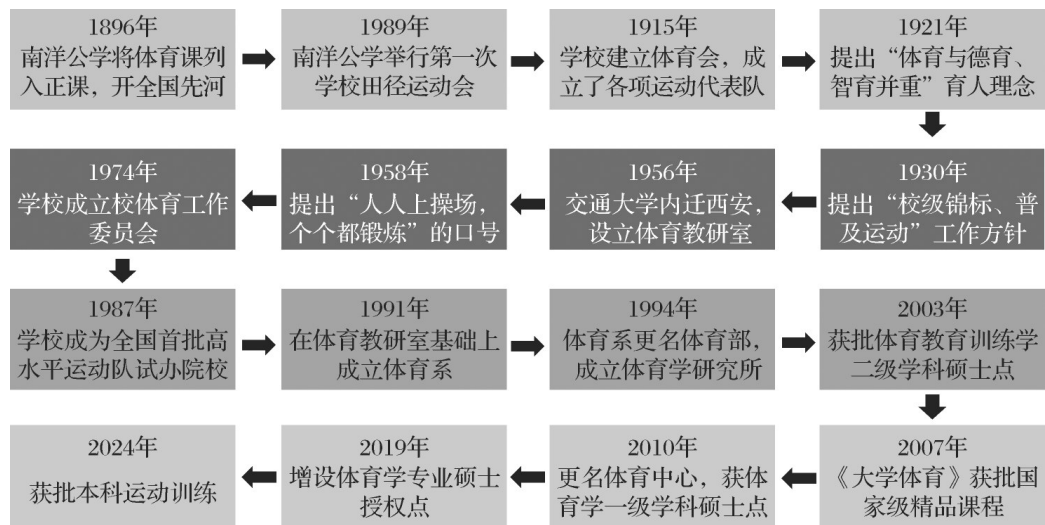 1896年
南洋公学将体育课列
入正课，开全国先河
1989年
南洋公学举行第一次
学校田径运动会
1915年
学校建立体育会，成
立了各项运动代表队
1921年
提出“体育与德育、
智育并重”育人理念
1930年
提出“校级锦标、普
及运动”工作方针
1956年
交通大学内迁西安，
设立体育教研室
1958年
提出“人人上操场，
个个都锻炼”的口号
1974年
学校成立校体育工作
委员会
1987年
学校成为全国首批高
水平运动队试办院校
1991年
在体育教研室基础上
成立体育系
1994年
体育系更名体育部，
成立体育学研究所
2003年
获批体育教育训练学
二级学科硕士点
2007年
《大学体育》获批国
家级精品课程
2010年
更名体育中心，获体
育学一级学科硕士点
2019年
增设体育学专业硕士
授权点
2024年
获批本科运动训练